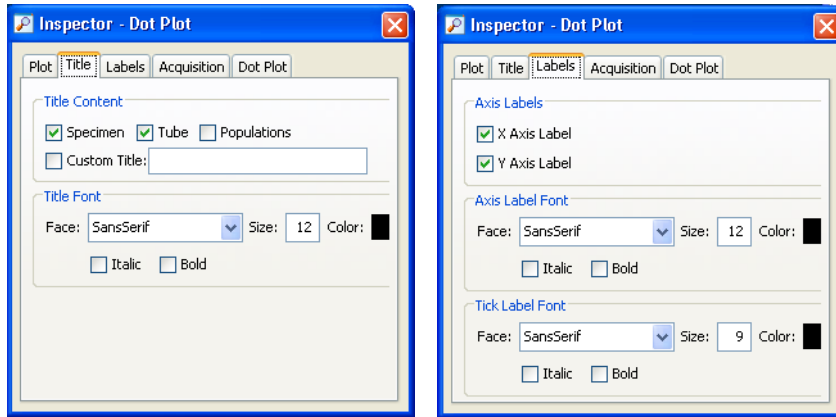 Inspector - Dot Plot
Plot Title Labels Acquisition Dot Plot
Title Content
Specimen Tube Populations
Custom Title:
Title Font
Face: SansSerif Size: 12 Color:
Italic Bold
Inspector - Dot Plot
Plot Title Labels Acquisition Dot Plot
Axis Labels
X Axis Label
Y Axis Label
Axis Label Font
Face: SansSerif Size: 12 Color:
Italic Bold
Tick Label Font
Face: SansSerif Size: 9 Color:
Italic Bold